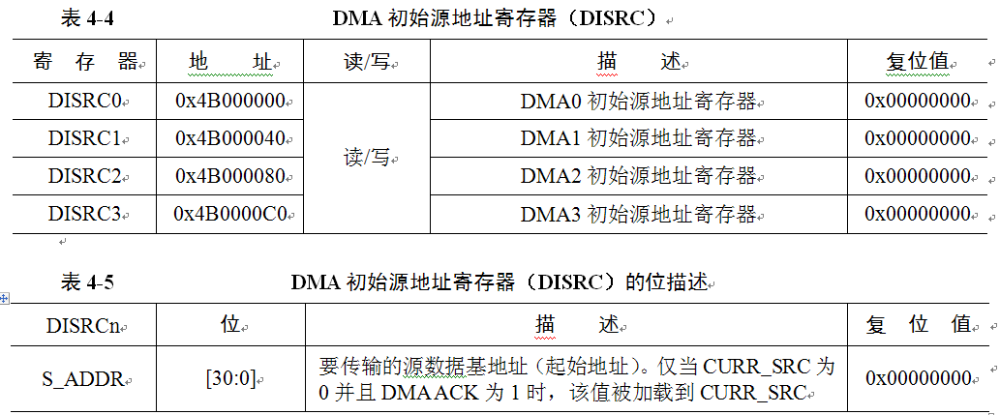 表 4-4 DMA 初始源地址寄存器（DISRC）
寄 存 器 地 址 读/写 描 述 复位值
DISRC0 0x4B000000 DMA0 初始源地址寄存器 0x00000000
DISRC1 0x4B000040 DMA1 初始源地址寄存器 0x00000000
读/写
DISRC2 0x4B000080 DMA2 初始源地址寄存器 0x00000000
DISRC3 0x4B0000C0 DMA3 初始源地址寄存器 0x00000000
表 4-5 DMA 初始源地址寄存器（DISRC）的位描述
DISRCn 位 描 述 复 位 值
S_ADDR [30:0] 要传输的源数据基地址（起始地址）。仅当 CURR_SRC 为 0x00000000
0 并且 DMA ACK 为 1 时，该值被加载到 CURR_SRC